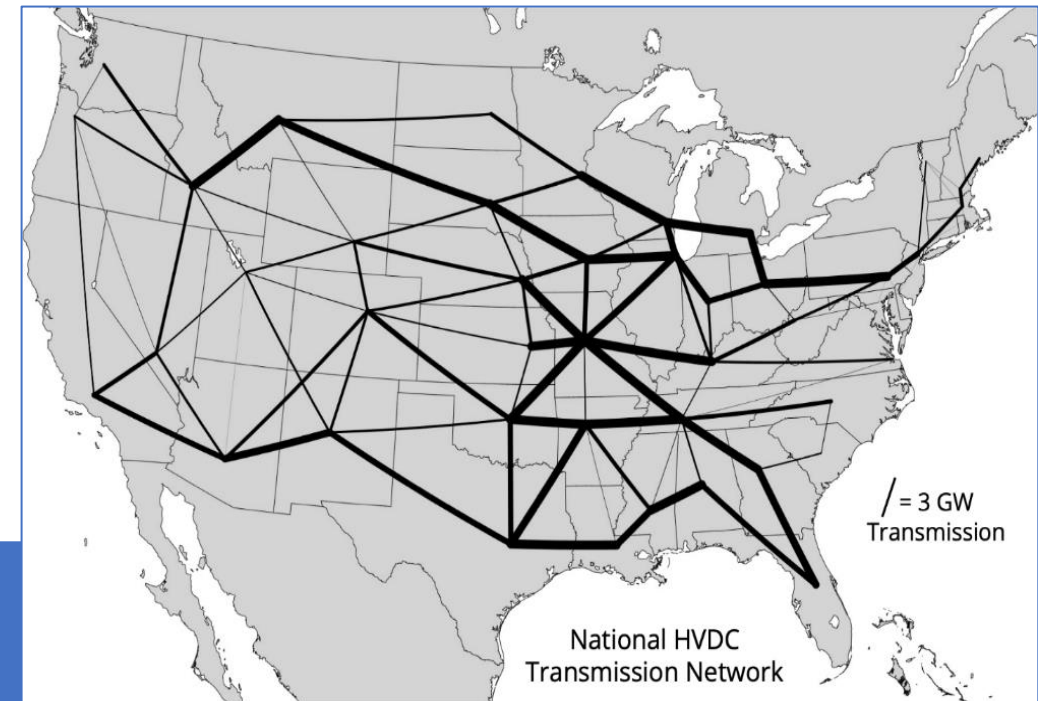 = 3 GW
Transmission
National HVDC
Transmission Network